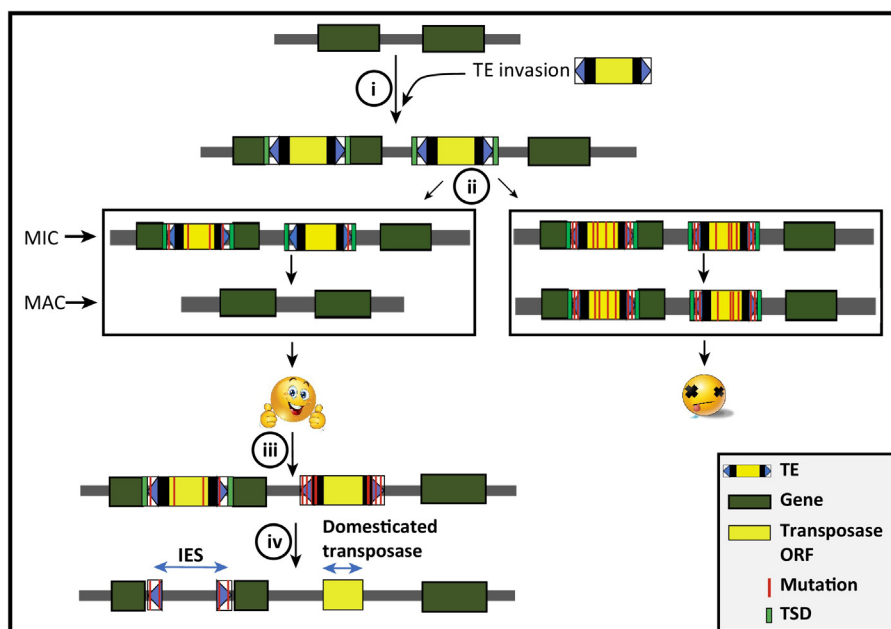 TE invasion
i
ii
MIC
MAC
iii
iv
Domesticated
transposase
IES
TE
Gene
Transposase
ORF
Mutation
TSD